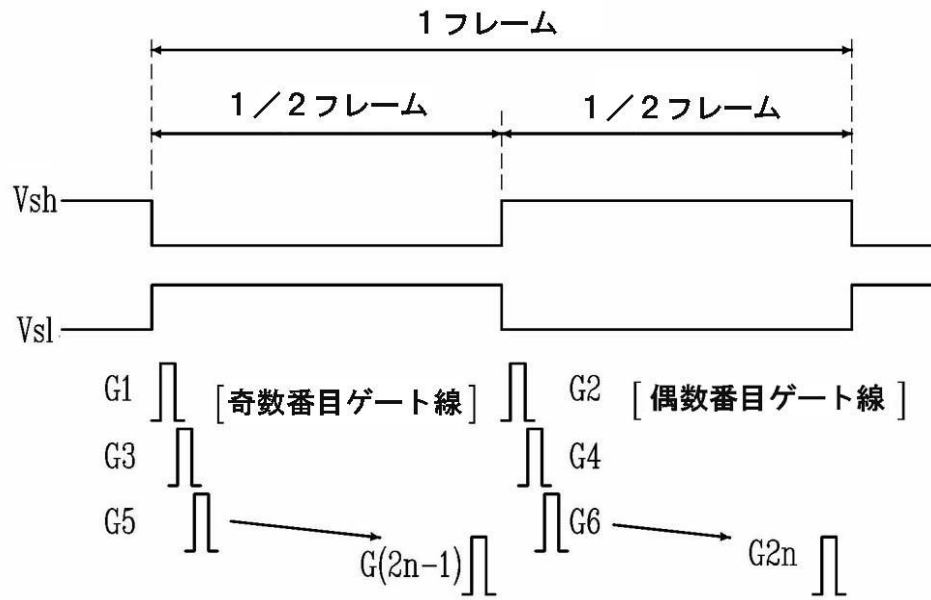 1フレーム
1／2フレーム
1／2フレーム
Vsh
Vsl
G1
[奇数番目ゲート線]
G2
[偶数番目ゲート線]
G3
G4
G5
G6
G(2n-1)
G2n